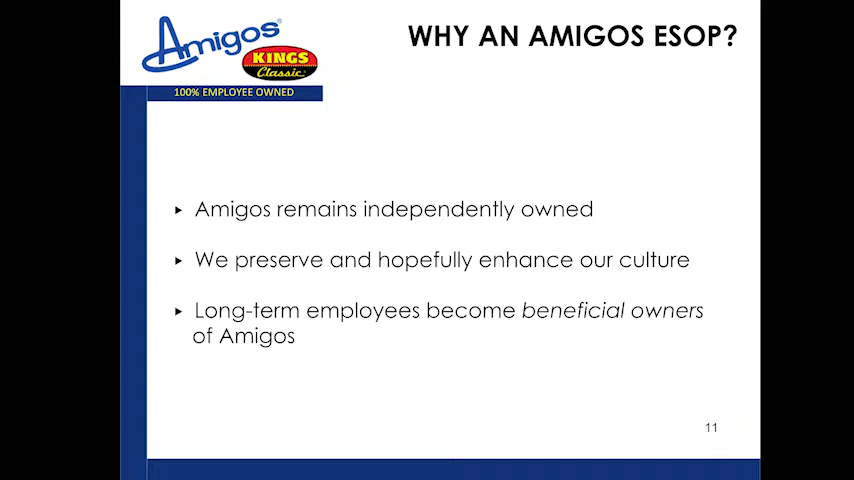 WHY AN AMIGOS ESOP?
Amigos®
KINGS
Classic
100% EMPLOYEE OWNED
▸ Amigos remains independently owned
▸ We preserve and hopefully enhance our culture
▸ Long-term employees become beneficial owners
of Amigos
11